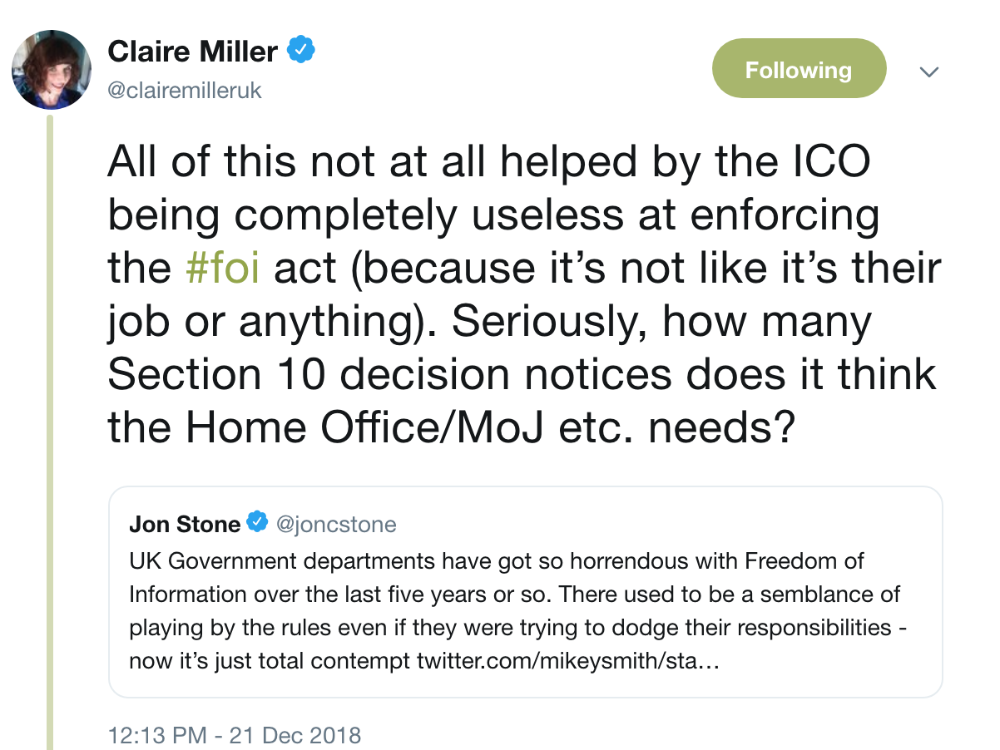 Claire Miller
@clairemilleruk
Following
All of this not at all helped by the ICO
being completely useless at enforcing
the #foi act (because it’s not like it’s their
job or anything). Seriously, how many
Section 10 decision notices does it think
the Home Office/MoJ etc. needs?
Jon Stone @joncstone
UK Government departments have got so horrendous with Freedom of
Information over the last five years or so. There used to be a semblance of
playing by the rules even if they were trying to dodge their responsibilities -
now it’s just total contempt twitter.com/mikeysmith/sta…
12:13 PM - 21 Dec 2018